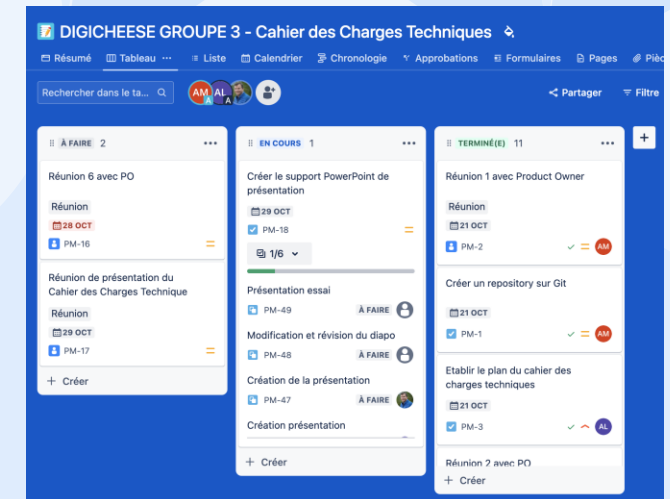 DIGICHEESE GROUPE 3 - Cahier des Charges Techniques
Résumé Tableau Liste Calendrier Chronologie Approbations Formulaires Pages Pièc
Rechercher dans le ta... AM A AL A Partager Filtre
À FAIRE 2
Réunion 6 avec PO
Réunion
28 OCT
PM-16
Réunion de présentation du
Cahier des Charges Technique
Réunion
29 OCT
PM-17
+ Créer
EN COURS 1
Créer le support PowerPoint de
présentation
29 OCT
PM-18
1/6
Présentation essai
PM-49 À FAIRE
Modification et révision du diapo
PM-48 À FAIRE
Création de la présentation
PM-47 À FAIRE
Création présentation
+ Créer
TERMINÉ(E) 11
Réunion 1 avec Product Owner
Réunion
21 OCT
PM-2 AM
Créer un repository sur Git
21 OCT
PM-1 AM
Etablir le plan du cahier des
charges techniques
21 OCT
PM-3 AL
Réunion 2 avec PO
+ Créer